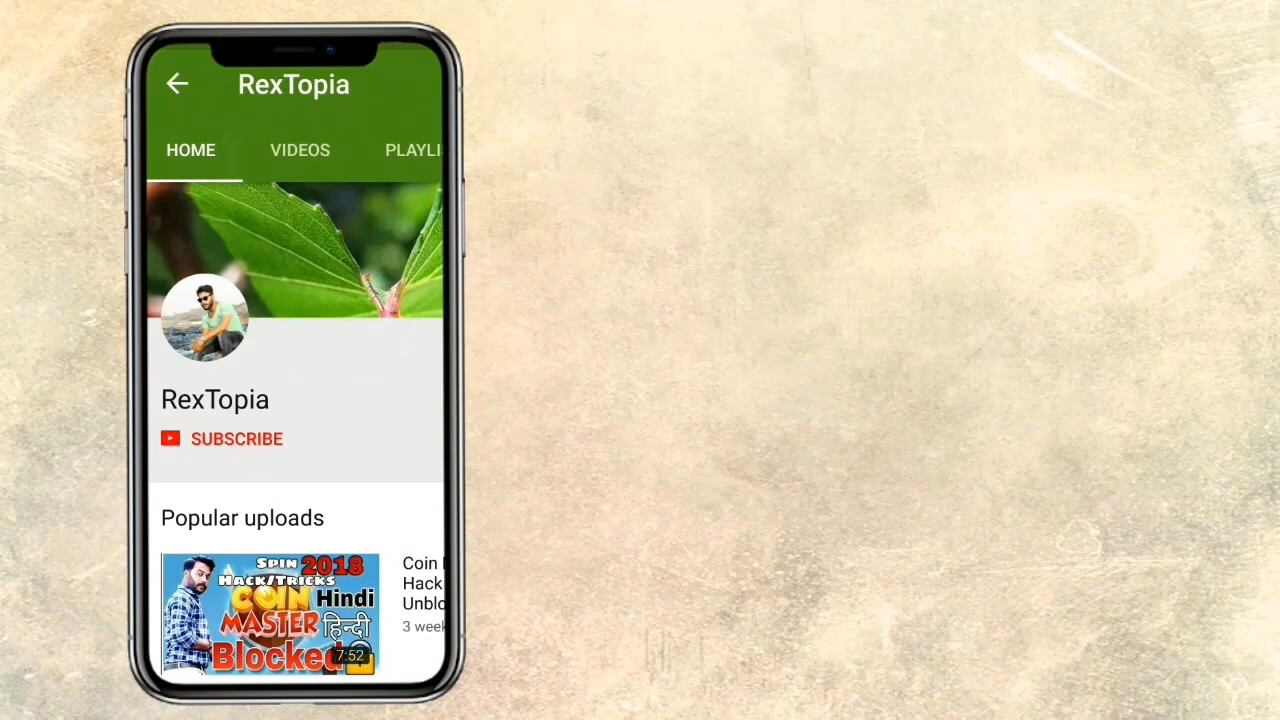 RexTopia
HOME VIDEOS PLAYLI
RexTopia
SUBSCRIBE
Popular uploads
SPIN 2018
HACK/TRICKS
COIN Hindi
MASTER हिन्दी
Blocked
7:52
Coin
Hack
Unblo
3 week